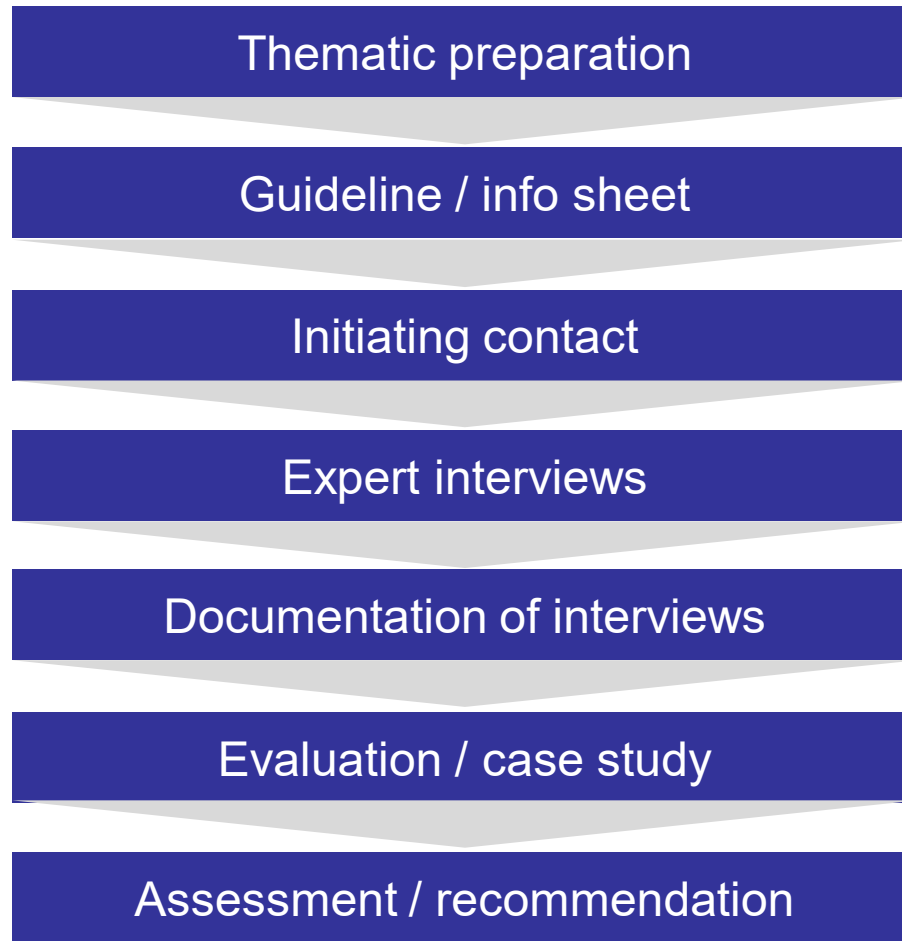 Thematic preparation
Guideline / info sheet
Initiating contact
Expert interviews
Documentation of interviews
Evaluation / case study
Assessment / recommendation